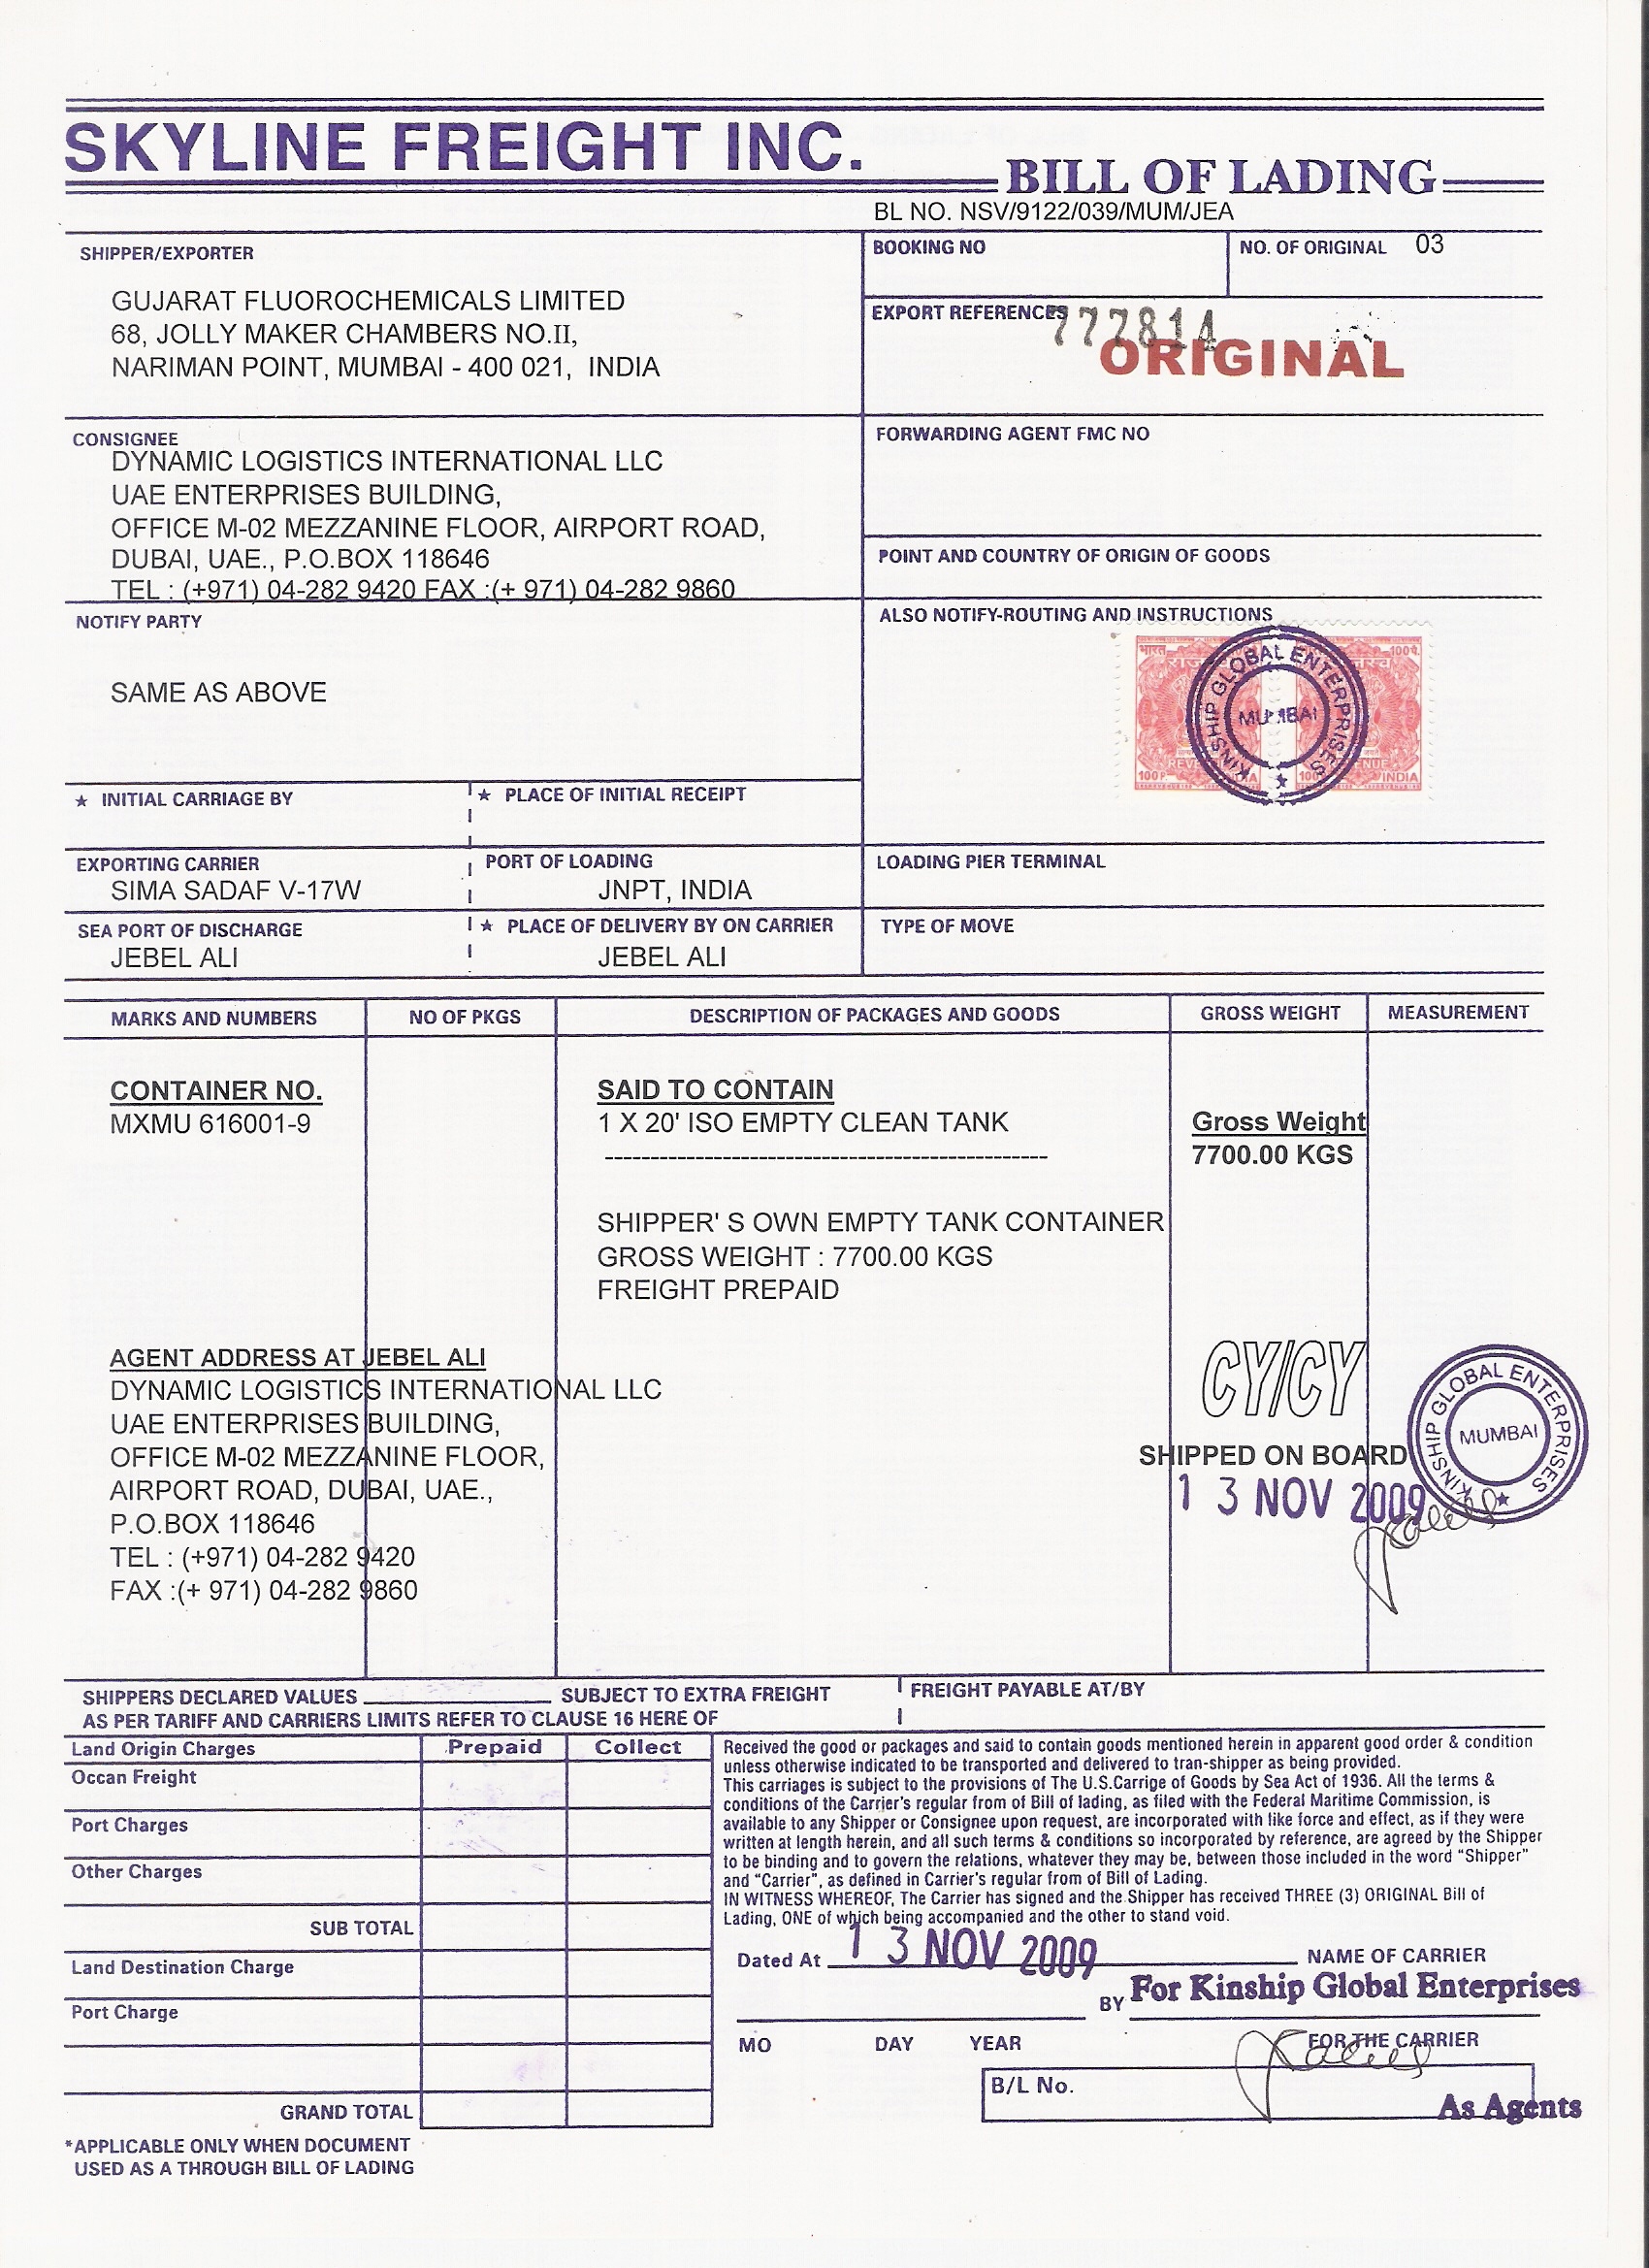 SKYLINE FREIGHT INC.
BILL OF LADING
BL NO. NSV/9122/039/MUM/JEA
SHIPPER/EXPORTER
GUJARAT FLUOROCHEMICALS LIMITED
68, JOLLY MAKER CHAMBERS NO.II,
NARIMAN POINT, MUMBAI - 400 021, INDIA
BOOKING NO
NO. OF ORIGINAL 03
EXPORT REFERENCES
777814
ORIGINAL
CONSIGNEE
DYNAMIC LOGISTICS INTERNATIONAL LLC
UAE ENTERPRISES BUILDING,
OFFICE M-02 MEZZANINE FLOOR, AIRPORT ROAD,
DUBAI, UAE., P.O.BOX 118646
TEL : (+971) 04-282 9420 FAX :(+ 971) 04-282 9860
FORWARDING AGENT FMC NO
POINT AND COUNTRY OF ORIGIN OF GOODS
NOTIFY PARTY
SAME AS ABOVE
ALSO NOTIFY-ROUTING AND INSTRUCTIONS
भारत
100पै.
KINSHIP GLOBAL ENTERPRISES
MUMBAI
100P
INDIA
★ INITIAL CARRIAGE BY
★ PLACE OF INITIAL RECEIPT
EXPORTING CARRIER
SIMA SADAF V-17W
PORT OF LOADING
JNPT, INDIA
LOADING PIER TERMINAL
SEA PORT OF DISCHARGE
JEBEL ALI
★ PLACE OF DELIVERY BY ON CARRIER
JEBEL ALI
TYPE OF MOVE
MARKS AND NUMBERS
NO OF PKGS
DESCRIPTION OF PACKAGES AND GOODS
GROSS WEIGHT
MEASUREMENT
CONTAINER NO.
MXMU 616001-9
SAID TO CONTAIN
1 X 20' ISO EMPTY CLEAN TANK
------------------------------------------------
Gross Weight
7700.00 KGS
SHIPPER' S OWN EMPTY TANK CONTAINER
GROSS WEIGHT : 7700.00 KGS
FREIGHT PREPAID
AGENT ADDRESS AT JEBEL ALI
DYNAMIC LOGISTICS INTERNATIONAL LLC
UAE ENTERPRISES BUILDING,
OFFICE M-02 MEZZANINE FLOOR,
AIRPORT ROAD, DUBAI, UAE.,
P.O.BOX 118646
TEL : (+971) 04-282 9420
FAX :(+ 971) 04-282 9860
CY/CY
SHIPPED ON BOARD
13 NOV 2009
KINSHIP GLOBAL ENTERPRISES
MUMBAI
SHIPPERS DECLARED VALUES ____________ SUBJECT TO EXTRA FREIGHT
AS PER TARIFF AND CARRIERS LIMITS REFER TO CLAUSE 16 HERE OF
FREIGHT PAYABLE AT/BY
Land Origin Charges
Prepaid
Collect
Occan Freight
Port Charges
Other Charges
SUB TOTAL
Land Destination Charge
Port Charge
GRAND TOTAL
Received the good or packages and said to contain goods mentioned herein in apparent good order & condition
unless otherwise indicated to be transported and delivered to tran-shipper as being provided.
This carriages is subject to the provisions of The U.S.Carrige of Goods by Sea Act of 1936. All the terms &
conditions of the Carrier's regular from of Bill of lading, as filed with the Federal Maritime Commission, is
available to any Shipper or Consignee upon request, are incorporated with like force and effect, as if they were
written at length herein, and all such terms & conditions so incorporated by reference, are agreed by the Shipper
to be binding and to govern the relations, whatever they may be, between those included in the word "Shipper"
and "Carrier", as defined in Carrier's regular from of Bill of Lading.
IN WITNESS WHEREOF, The Carrier has signed and the Shipper has received THREE (3) ORIGINAL Bill of
Lading, ONE of which being accompanied and the other to stand void.
Dated At 13 NOV 2009
NAME OF CARRIER
BY For Kinship Global Enterprises
MO DAY YEAR
FOR THE CARRIER
B/L No.
As Agents
*APPLICABLE ONLY WHEN DOCUMENT
USED AS A THROUGH BILL OF LADING